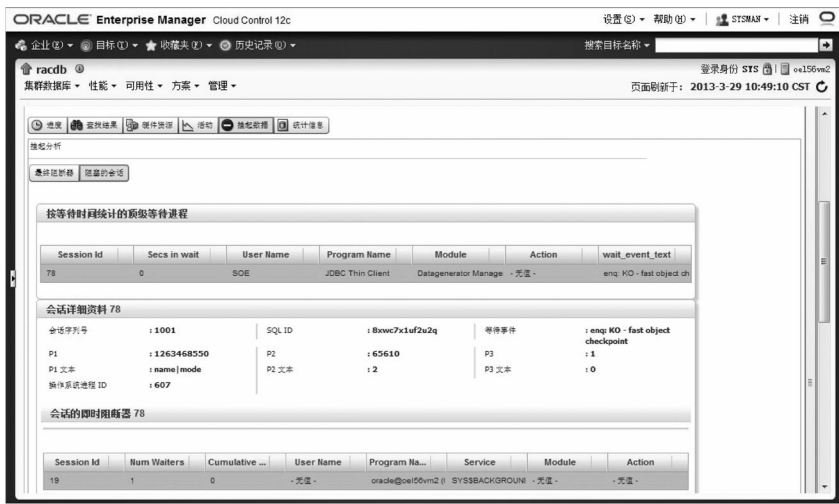 ORACLE Enterprise Manager Cloud Control 12c
设置(S) 帮助(H) SYSMAN 注销
企业(E) 目标(T) 收藏夹(F) 历史记录(O) 搜索目标名称
racdb
登录身份 SYS oel56vm2
集群数据库 性能 可用性 方案 管理
页面刷新于: 2013-3-29 10:49:10 CST
进度 查找结果 硬件资源 活动 挂起数据 统计信息
挂起分析
最终阻断器 阻塞的会话
按等待时间统计的顶级等待进程
Session Id Secs in wait User Name Program Name Module Action wait_event_text
78 0 SOE JDBC Thin Client Datagenerator Manage - 无值 - enq: KO - fast object ch
会话详细资料 78
会话序列号 : 1001 SQL ID : 8xwc7x1uf2u2q 等待事件 : enq: KO - fast object
checkpoint
P1 : 1263468550 P2 : 65610 P3 : 1
P1 文本 : name|mode P2 文本 : 2 P3 文本 : 0
操作系统进程 ID : 607
会话的即时阻断器 78
Session Id Num Waiters Cumulative ... User Name Program Na... Service Module Action
19 1 0 - 无值 - oracle@oel56vm2 ( SYS$BACKGROUN - 无值 - - 无值 -